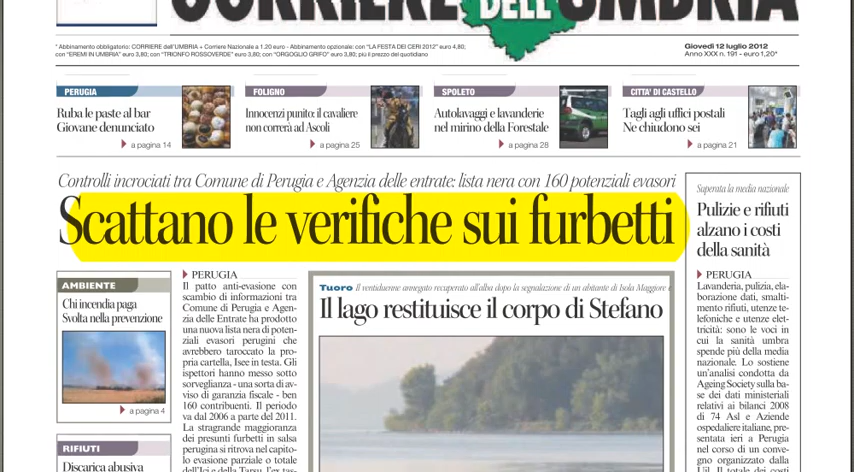 CORRIERE DELL'UMBRIA
* Abbinamento obbligatorio: CORRIERE dell'UMBRIA + Corriere Nazionale a 1.20 euro - Abbinamento opzionale: con "LA FESTA DEI CERI 2012" euro 4,80;
con "EREMI IN UMBRIA" euro 3,80; con "TRIONFO ROSSOVERDE" euro 3,80; con "ORGOGLIO GRIFO" euro 3,80; più il prezzo del quotidiano
Giovedì 12 luglio 2012
Anno XXX n. 191 - euro 1,20*
PERUGIA
Ruba le paste al bar
Giovane denunciato
a pagina 14
FOLIGNO
Innocenzi punito: il cavaliere
non correrà ad Ascoli
a pagina 25
SPOLETO
Autolavaggi e lavanderie
nel mirino della Forestale
a pagina 28
CITTA' DI CASTELLO
Tagli agli uffici postali
Ne chiudono sei
a pagina 21
Controlli incrociati tra Comune di Perugia e Agenzia delle entrate: lista nera con 160 potenziali evasori
Scattano le verifiche sui furbetti
AMBIENTE
Chi incendia paga
Svolta nella prevenzione
a pagina 4
RIFIUTI
Discarica abusiva
PERUGIA
Il patto anti-evasione con
scambio di informazioni tra
Comune di Perugia e Agen-
zia delle Entrate ha prodotto
una nuova lista nera di poten-
ziali evasori perugini che
avrebbero taroccato la pro-
pria cartella, Isee in testa. Gli
ispettori hanno messo sotto
sorveglianza - una sorta di av-
viso di garanzia fiscale - ben
160 contribuenti. Il periodo
va dal 2006 a parte del 2011.
La stragrande maggioranza
dei presunti furbetti in salsa
perugina si ritrova nel capito-
lo evasione parziale o totale
dell'Ici e della Tarsu, l'ex tas-
Tuoro Il ventiduenne annegato recuperato all'alba dopo la segnalazione di un abitante di Isola Maggiore
Il lago restituisce il corpo di Stefano
Superata la media nazionale
Pulizie e rifiuti
alzano i costi
della sanità
PERUGIA
Lavanderia, pulizia, ela-
borazione dati, smalti-
mento rifiuti, utenze te-
lefoniche e utenze elet-
tricità: sono le voci in
cui la sanità umbra
spende più della media
nazionale. Lo sostiene
un'analisi condotta da
Ageing Society sulla ba-
se dei dati ministeriali
relativi ai bilanci 2008
di 74 Asl e Aziende
ospedaliere italiane, pre-
sentata ieri a Perugia
nel corso di un conve-
gno organizzato dalla
Uil. Il totale dei costi